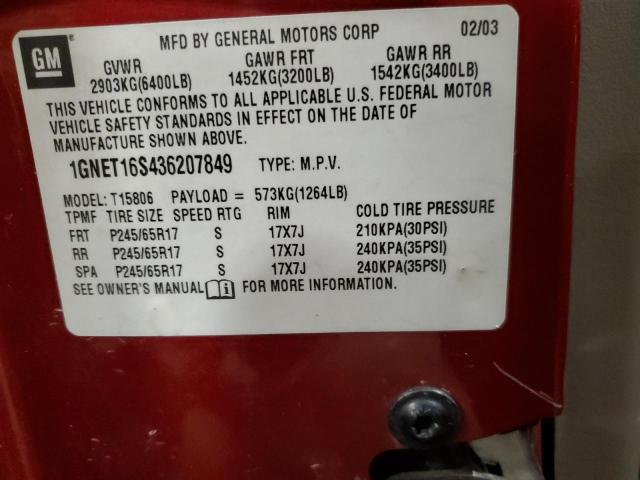 GM
MFD BY GENERAL MOTORS CORP 02/03
GVWR GAWR FRT GAWR RR
2903KG(6400LB) 1452KG(3200LB) 1542KG(3400LB)
THIS VEHICLE CONFORMS TO ALL APPLICABLE U.S. FEDERAL MOTOR
VEHICLE SAFETY STANDARDS IN EFFECT ON THE DATE OF
MANUFACTURE SHOWN ABOVE.
1GNET16S436207849 TYPE: M.P.V.
MODEL: T15806 PAYLOAD = 573KG(1264LB)
TPMF TIRE SIZE SPEED RTG RIM COLD TIRE PRESSURE
FRT P245/65R17 S 17X7J 210KPA(30PSI)
RR P245/65R17 S 17X7J 240KPA(35PSI)
SPA P245/65R17 S 17X7J 240KPA(35PSI)
SEE OWNER'S MANUAL i FOR MORE INFORMATION.